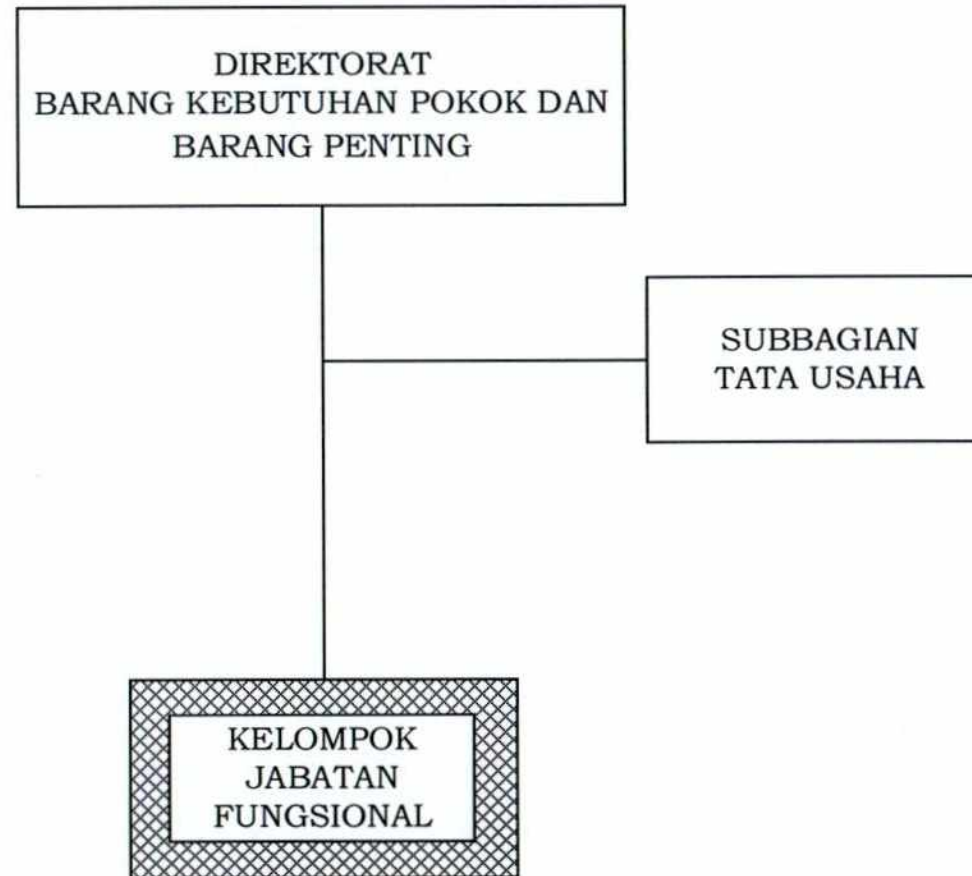 DIREKTORAT
BARANG KEBUTUHAN POKOK DAN
BARANG PENTING
SUBBAGIAN
TATA USAHA
KELOMPOK
JABATAN
FUNGSIONAL